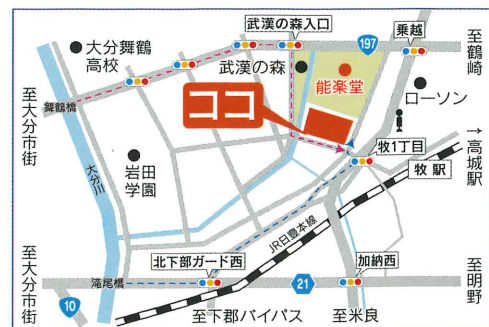 武漢の森入口
197
乗越
至鶴崎
大分舞鶴
高校
武漢の森
能楽堂
ローソン
ココ
至大分市街
舞鶴橋
大分川
岩田
学園
牧1丁目
牧 駅
→高城駅
JR日豊本線
北下郡ガード西
21
加納西
至明野
滝尾橋
至大分市街
10
至下郡バイパス
至米良